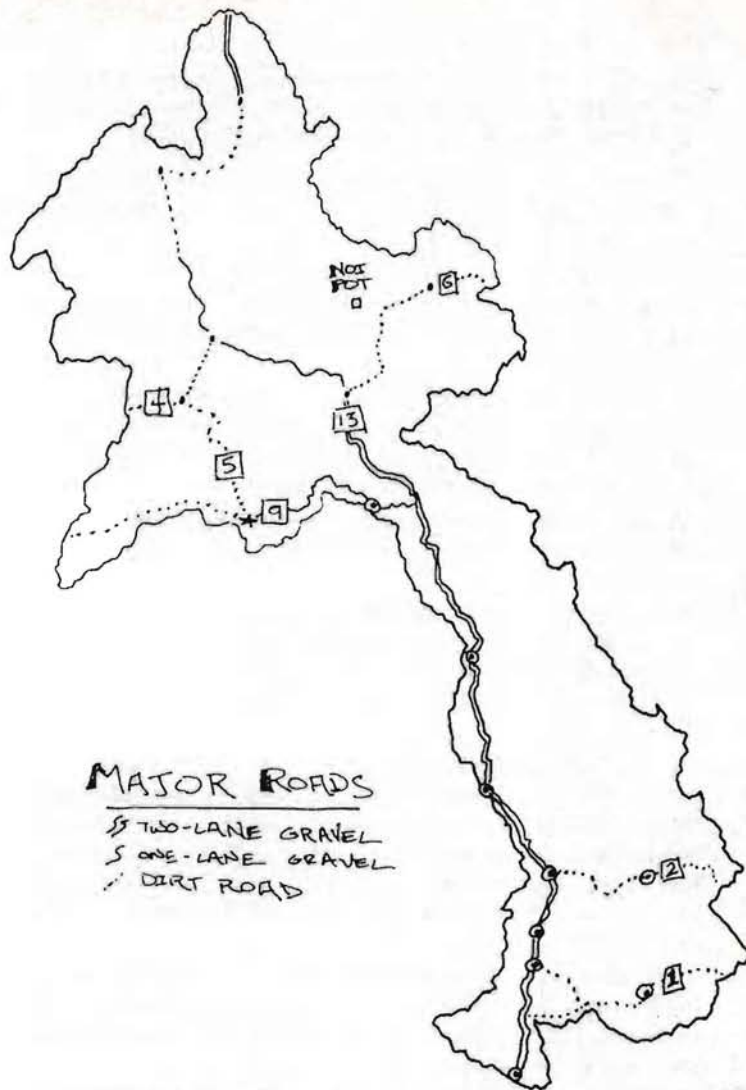 NOI
POT
6
4
13
5
9
MAJOR ROADS
TWO-LANE GRAVEL
ONE-LANE GRAVEL
DIRT ROAD
2
1